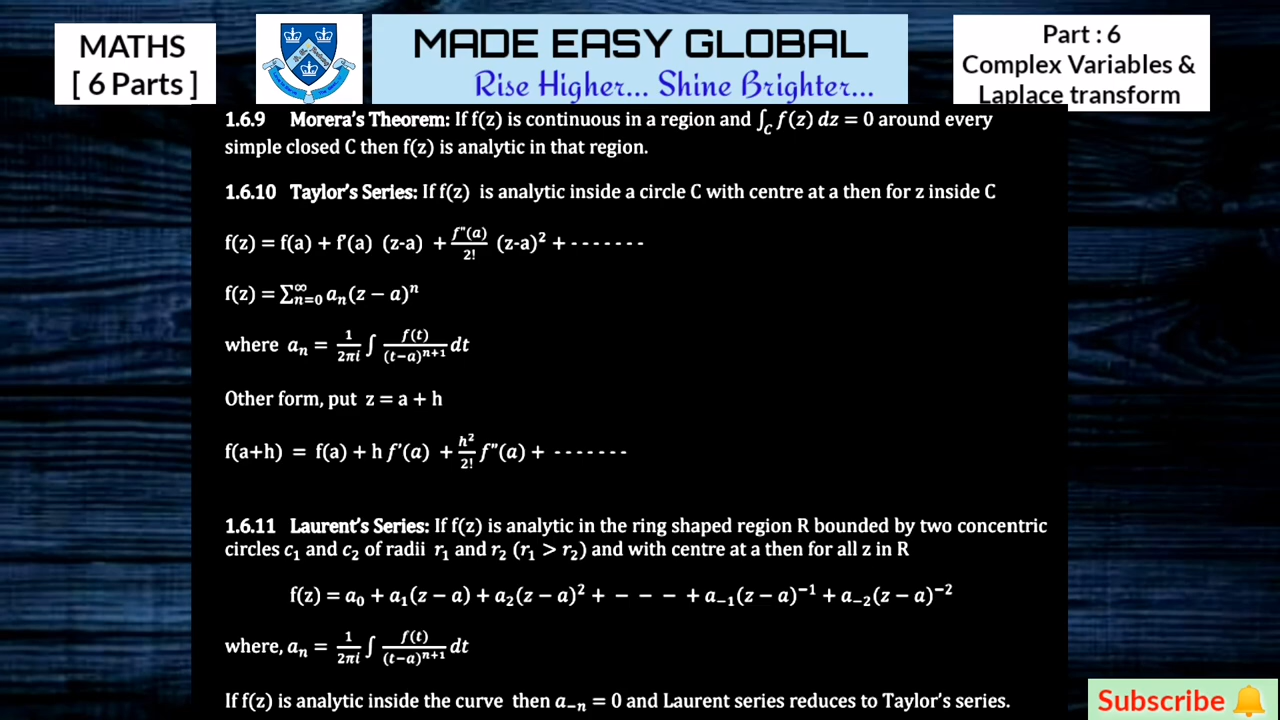 MATHS
[ 6 Parts ]
MADE EASY GLOBAL
Rise Higher... Shine Brighter...
Part : 6
Complex Variables &
Laplace transform
1.6.9 Morera's Theorem: If f(z) is continuous in a region and ∫_C f(z) dz = 0 around every
simple closed C then f(z) is analytic in that region.
1.6.10 Taylor's Series: If f(z) is analytic inside a circle C with centre at a then for z inside C
f(z) = f(a) + f'(a) (z-a) + f"(a)/2! (z-a)² + - - - - - - -
f(z) = ∑_{n=0}^{∞} a_n(z − a)^n
where a_n = 1/2πi ∫ f(t)/(t−a)^{n+1} dt
Other form, put z = a + h
f(a+h) = f(a) + h f'(a) + h²/2! f"(a) + - - - - - - -
1.6.11 Laurent's Series: If f(z) is analytic in the ring shaped region R bounded by two concentric
circles c₁ and c₂ of radii r₁ and r₂ (r₁ > r₂) and with centre at a then for all z in R
f(z) = a₀ + a₁(z − a) + a₂(z − a)² + − − − + a₋₁(z − a)⁻¹ + a₋₂(z − a)⁻²
where, a_n = 1/2πi ∫ f(t)/(t−a)^{n+1} dt
If f(z) is analytic inside the curve then a₋ₙ = 0 and Laurent series reduces to Taylor's series.
Subscribe 🔔